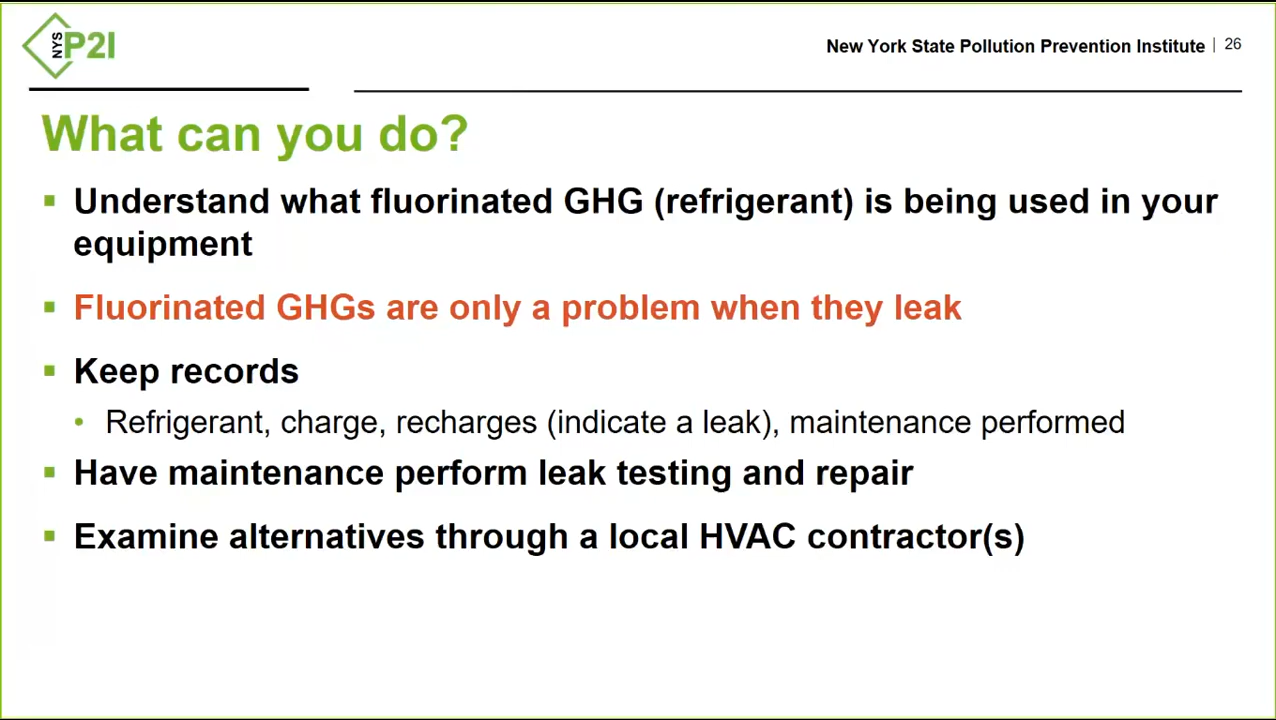 NYS P2I
New York State Pollution Prevention Institute | 26
What can you do?
▪ Understand what fluorinated GHG (refrigerant) is being used in your
equipment
▪ Fluorinated GHGs are only a problem when they leak
▪ Keep records
• Refrigerant, charge, recharges (indicate a leak), maintenance performed
▪ Have maintenance perform leak testing and repair
▪ Examine alternatives through a local HVAC contractor(s)